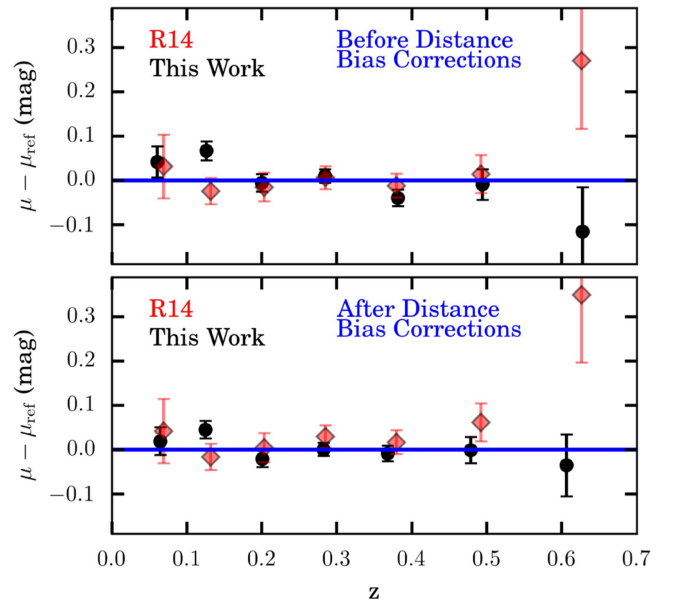 R14
This Work
Before Distance
Bias Corrections
0.3
0.2
0.1
0.0
−0.1
μ − μref (mag)
R14
This Work
After Distance
Bias Corrections
0.3
0.2
0.1
0.0
−0.1
μ − μref (mag)
0.0 0.1 0.2 0.3 0.4 0.5 0.6 0.7
z